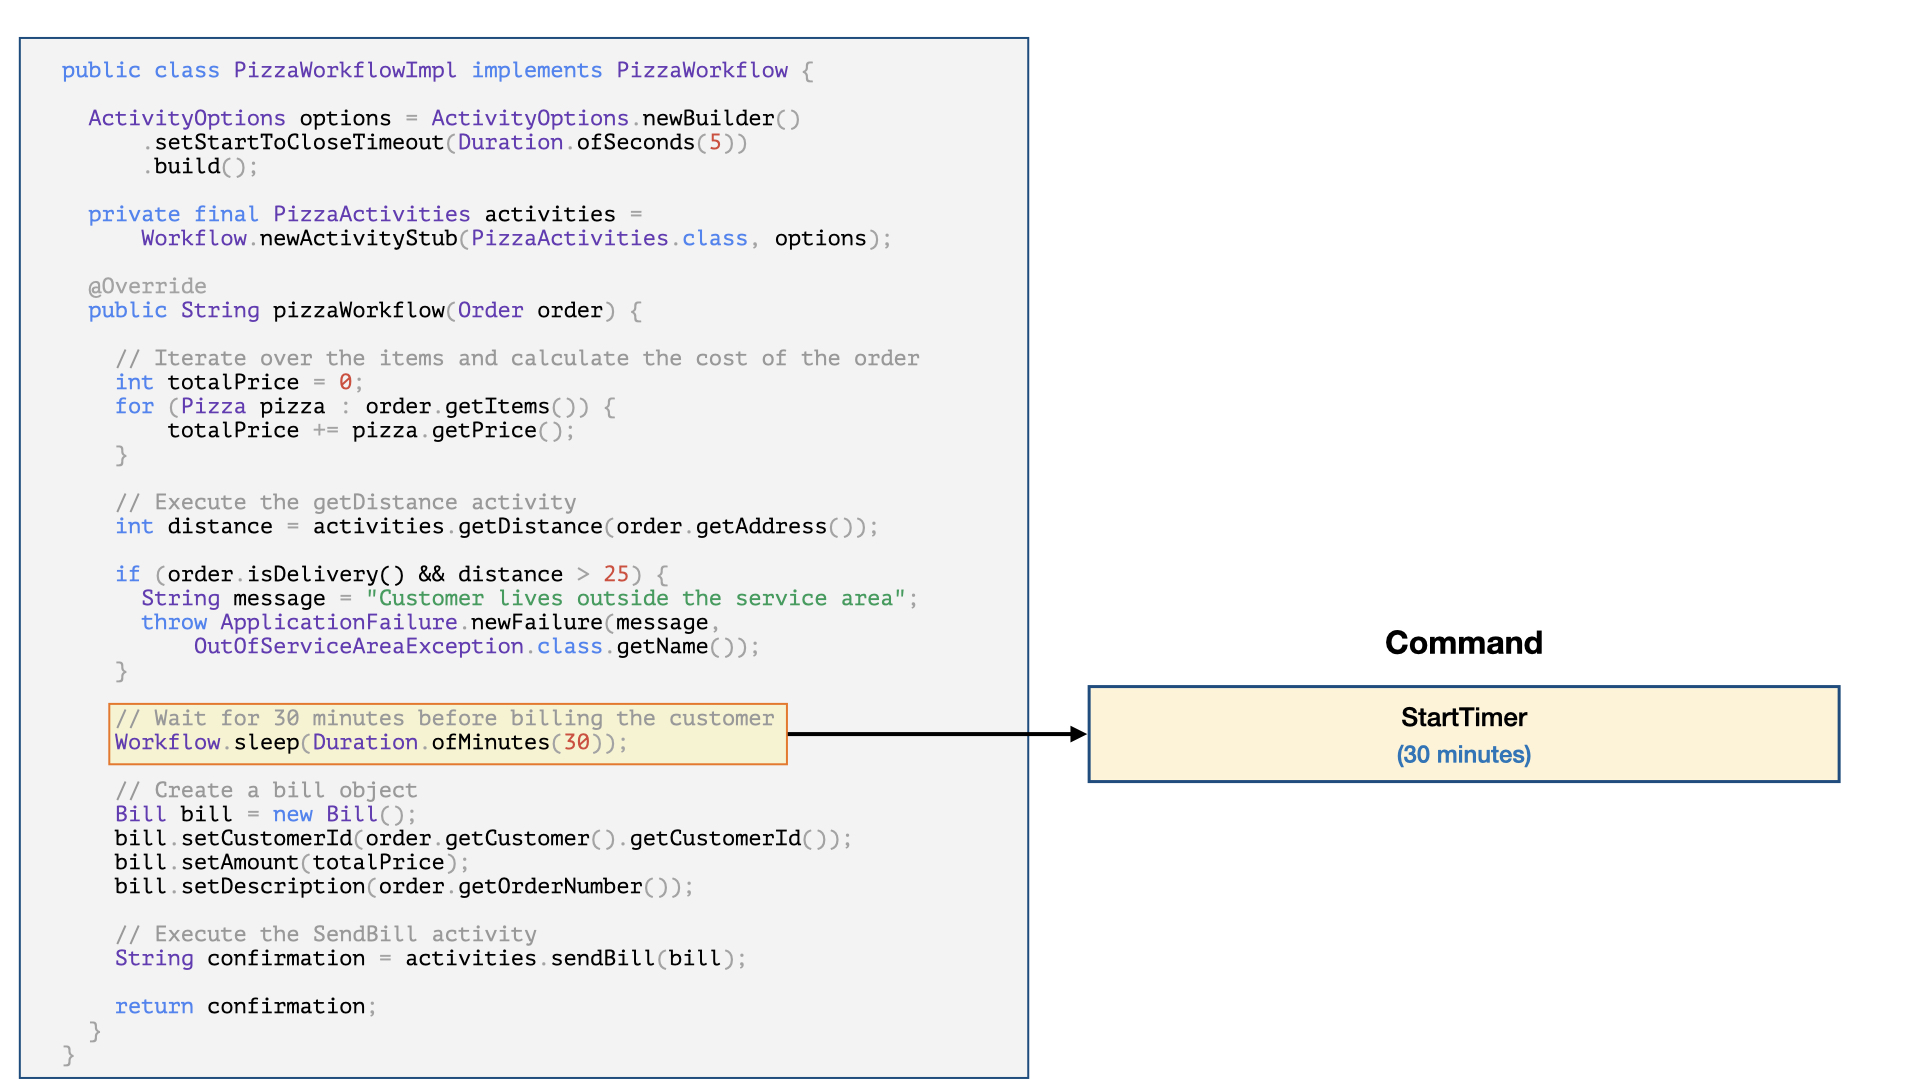 public class PizzaWorkflowImpl implements PizzaWorkflow {
ActivityOptions options = ActivityOptions.newBuilder()
.setStartToCloseTimeout(Duration.ofSeconds(5))
.build();
private final PizzaActivities activities =
Workflow.newActivityStub(PizzaActivities.class, options);
@Override
public String pizzaWorkflow(Order order) {
// Iterate over the items and calculate the cost of the order
int totalPrice = 0;
for (Pizza pizza : order.getItems()) {
totalPrice += pizza.getPrice();
}
// Execute the getDistance activity
int distance = activities.getDistance(order.getAddress());
if (order.isDelivery() && distance > 25) {
String message = "Customer lives outside the service area";
throw ApplicationFailure.newFailure(message,
OutOfServiceAreaException.class.getName());
}
// Wait for 30 minutes before billing the customer
Workflow.sleep(Duration.ofMinutes(30));
// Create a bill object
Bill bill = new Bill();
bill.setCustomerId(order.getCustomer().getCustomerId());
bill.setAmount(totalPrice);
bill.setDescription(order.getOrderNumber());
// Execute the SendBill activity
String confirmation = activities.sendBill(bill);
return confirmation;
}
}
Command
StartTimer
(30 minutes)